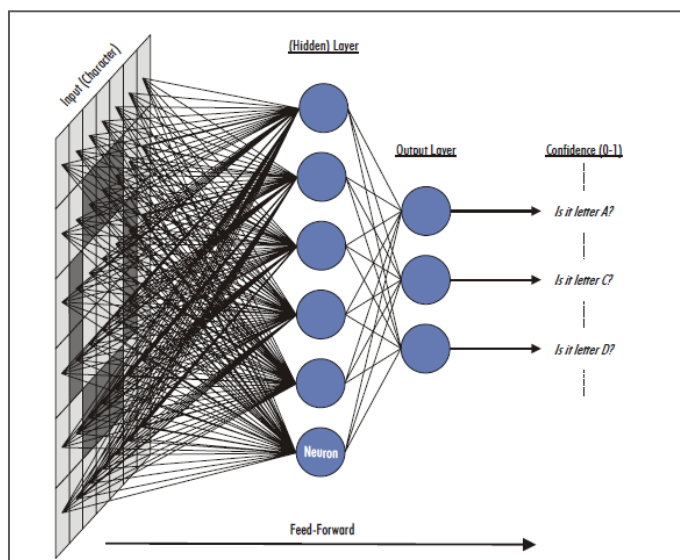 (Hidden) Layer
Input (Character)
Output Layer
Confidence (0-1)
Is it letter A?
Is it letter C?
Is it letter D?
Neuron
Feed-Forward